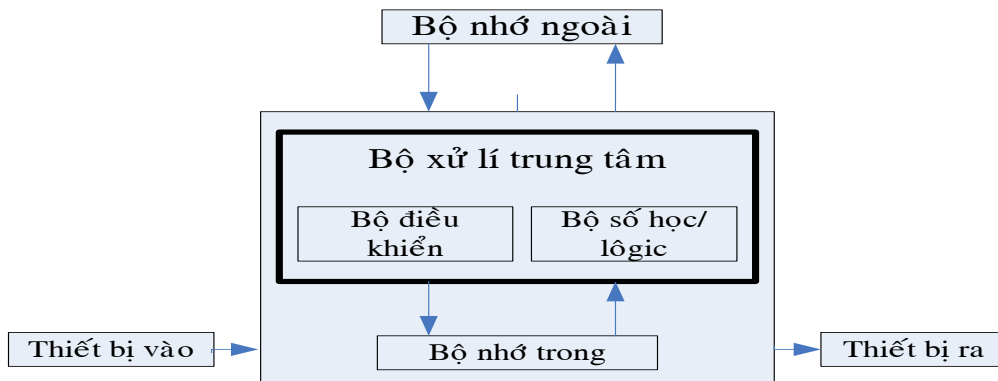 Bộ nhớ ngoài
Bộ xử lí trung tâm
Bộ điều
khiển
Bộ số học/
lôgic
Thiết bị vào
Bộ nhớ trong
Thiết bị ra